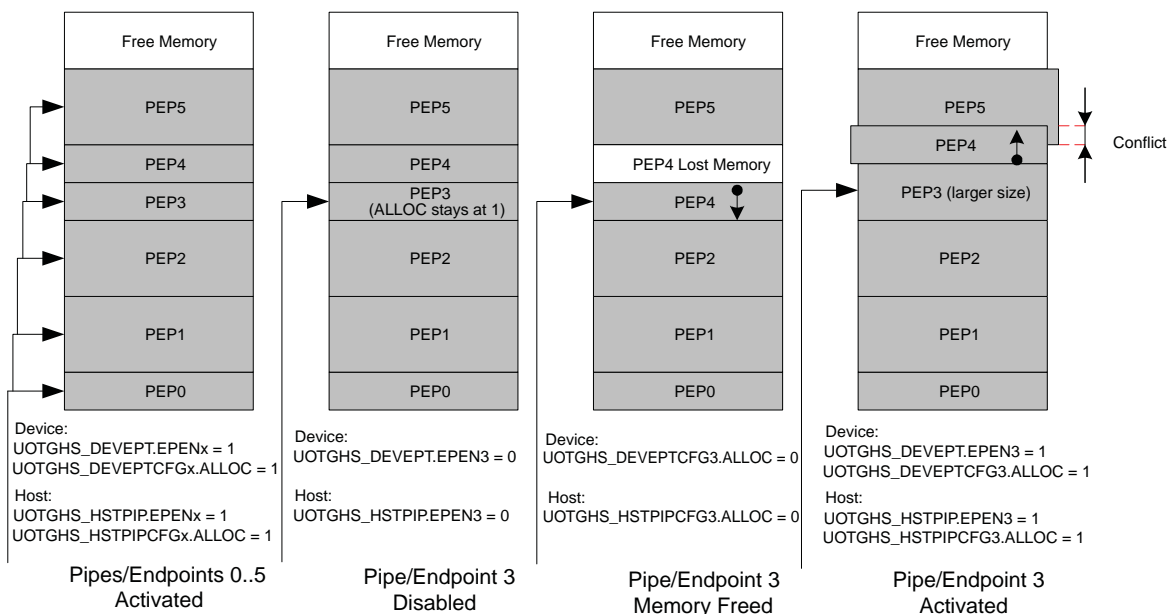 Free Memory
PEP5
PEP4
PEP3
PEP2
PEP1
PEP0
Device:
UOTGHS_DEVEPT.EPENx = 1
UOTGHS_DEVEPTCFGx.ALLOC = 1
Host:
UOTGHS_HSTPIP.EPENx = 1
UOTGHS_HSTPIPCFGx.ALLOC = 1
Pipes/Endpoints 0..5
Activated
Free Memory
PEP5
PEP4
PEP3
(ALLOC stays at 1)
PEP2
PEP1
PEP0
Device:
UOTGHS_DEVEPT.EPEN3 = 0
Host:
UOTGHS_HSTPIP.EPEN3 = 0
Pipe/Endpoint 3
Disabled
Free Memory
PEP5
PEP4 Lost Memory
PEP4
PEP2
PEP1
PEP0
Device:
UOTGHS_DEVEPTCFG3.ALLOC = 0
Host:
UOTGHS_HSTPIPCFG3.ALLOC = 0
Pipe/Endpoint 3
Memory Freed
Free Memory
PEP5
PEP4
Conflict
PEP3 (larger size)
PEP2
PEP1
PEP0
Device:
UOTGHS_DEVEPT.EPEN3 = 1
UOTGHS_DEVEPTCFG3.ALLOC = 1
Host:
UOTGHS_HSTPIP.EPEN3 = 1
UOTGHS_HSTPIPCFG3.ALLOC = 1
Pipe/Endpoint 3
Activated